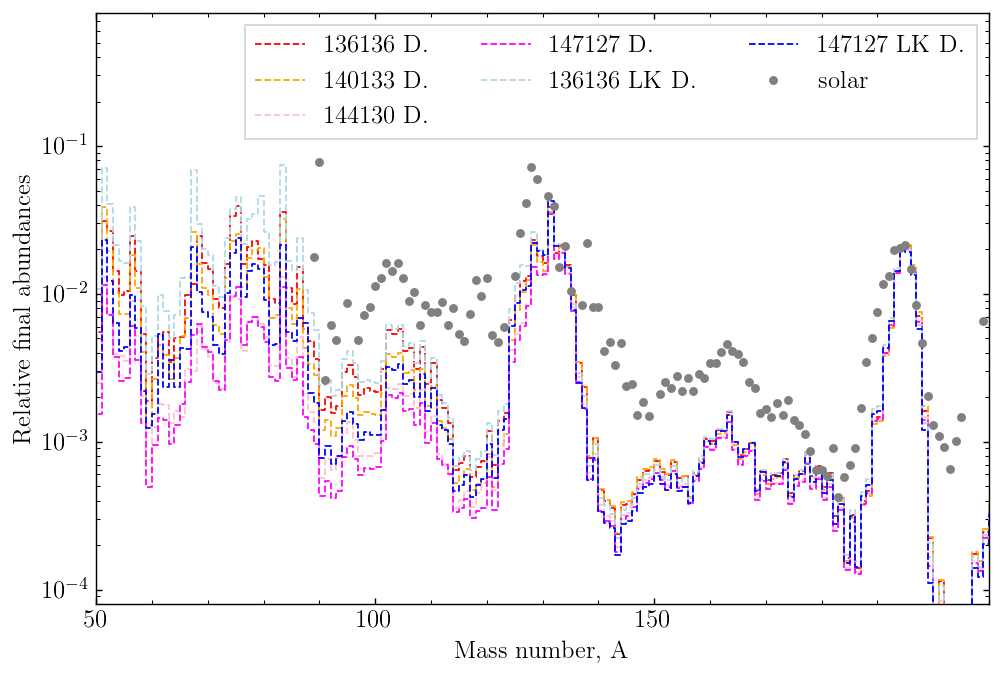 136136 D.
140133 D.
144130 D.
147127 D.
136136 LK D.
147127 LK D.
solar
Relative final abundances
10⁻¹
10⁻²
10⁻³
10⁻⁴
50
100
150
Mass number, A